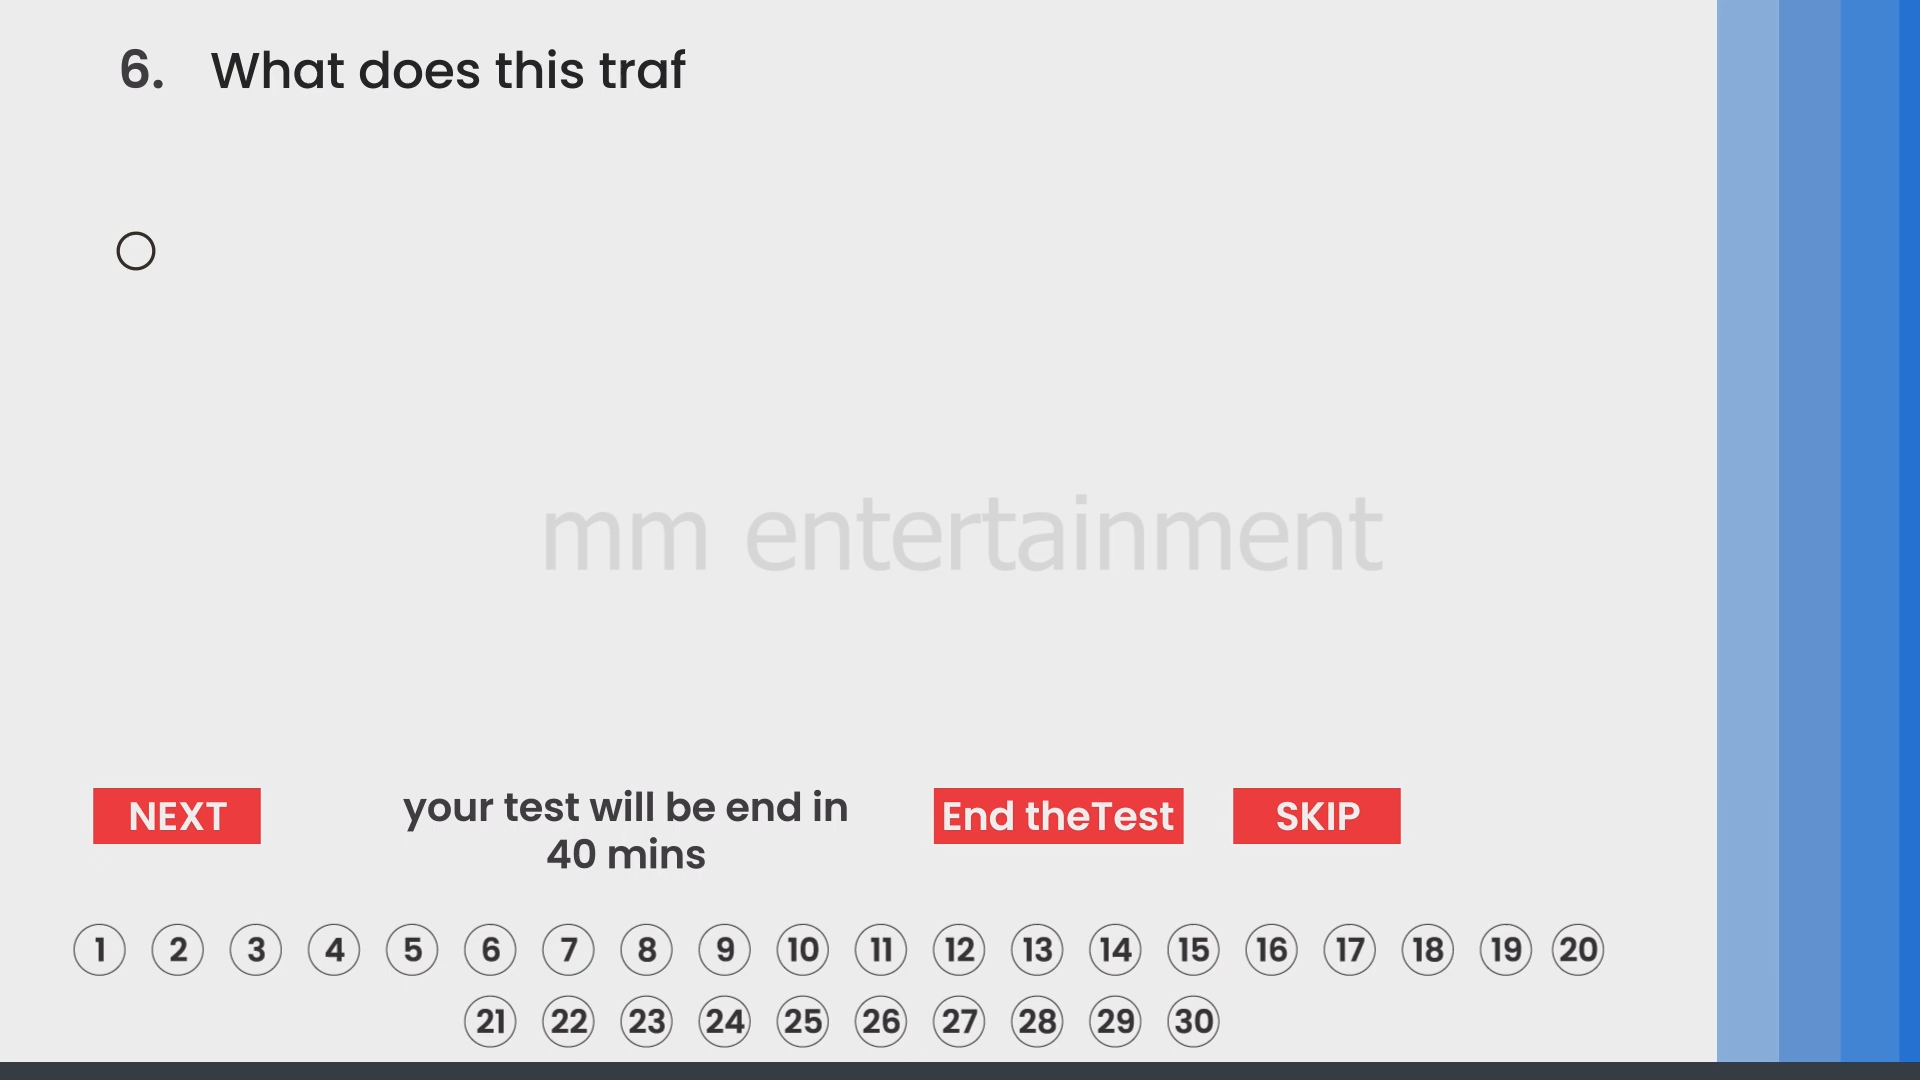 6. What does this traf
mm entertainment
NEXT
your test will be end in
40 mins
End theTest
SKIP
1 2 3 4 5 6 7 8 9 10 11 12 13 14 15 16 17 18 19 20
21 22 23 24 25 26 27 28 29 30